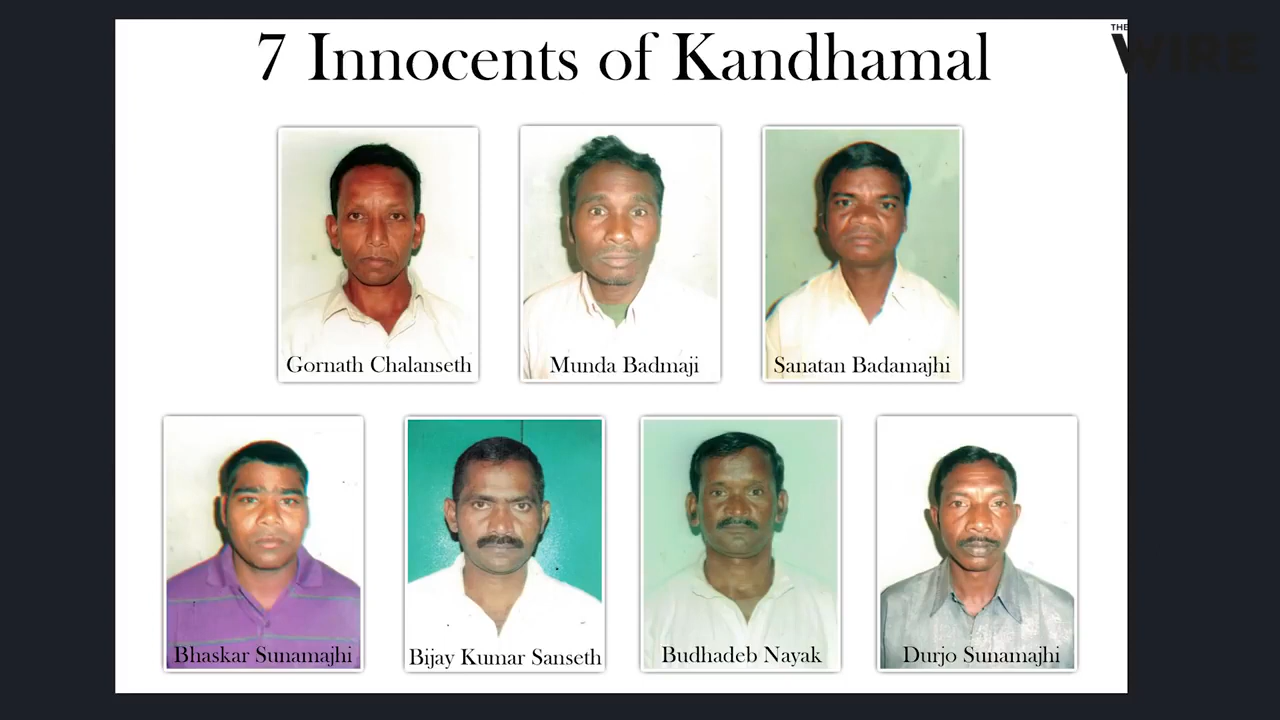 7 Innocents of Kandhamal
THE
WIRE
Gornath Chalanseth
Munda Badmaji
Sanatan Badamajhi
Bhaskar Sunamajhi
Bijay Kumar Sanseth
Budhadeb Nayak
Durjo Sunamajhi